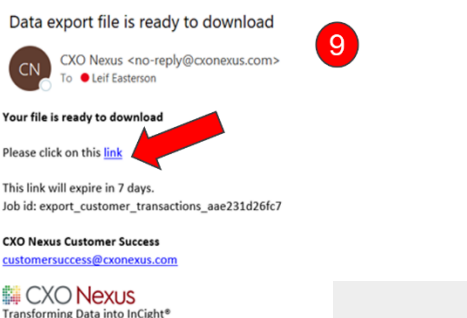 Data export file is ready to download
9
CN
CXO Nexus <no-reply@cxonexus.com>
To Leif Easterson
Your file is ready to download
Please click on this link
This link will expire in 7 days.
Job id: export_customer_transactions_aae231d26fc7
CXO Nexus Customer Success
customersuccess@cxonexus.com
CXO Nexus
Transforming Data into InCight®